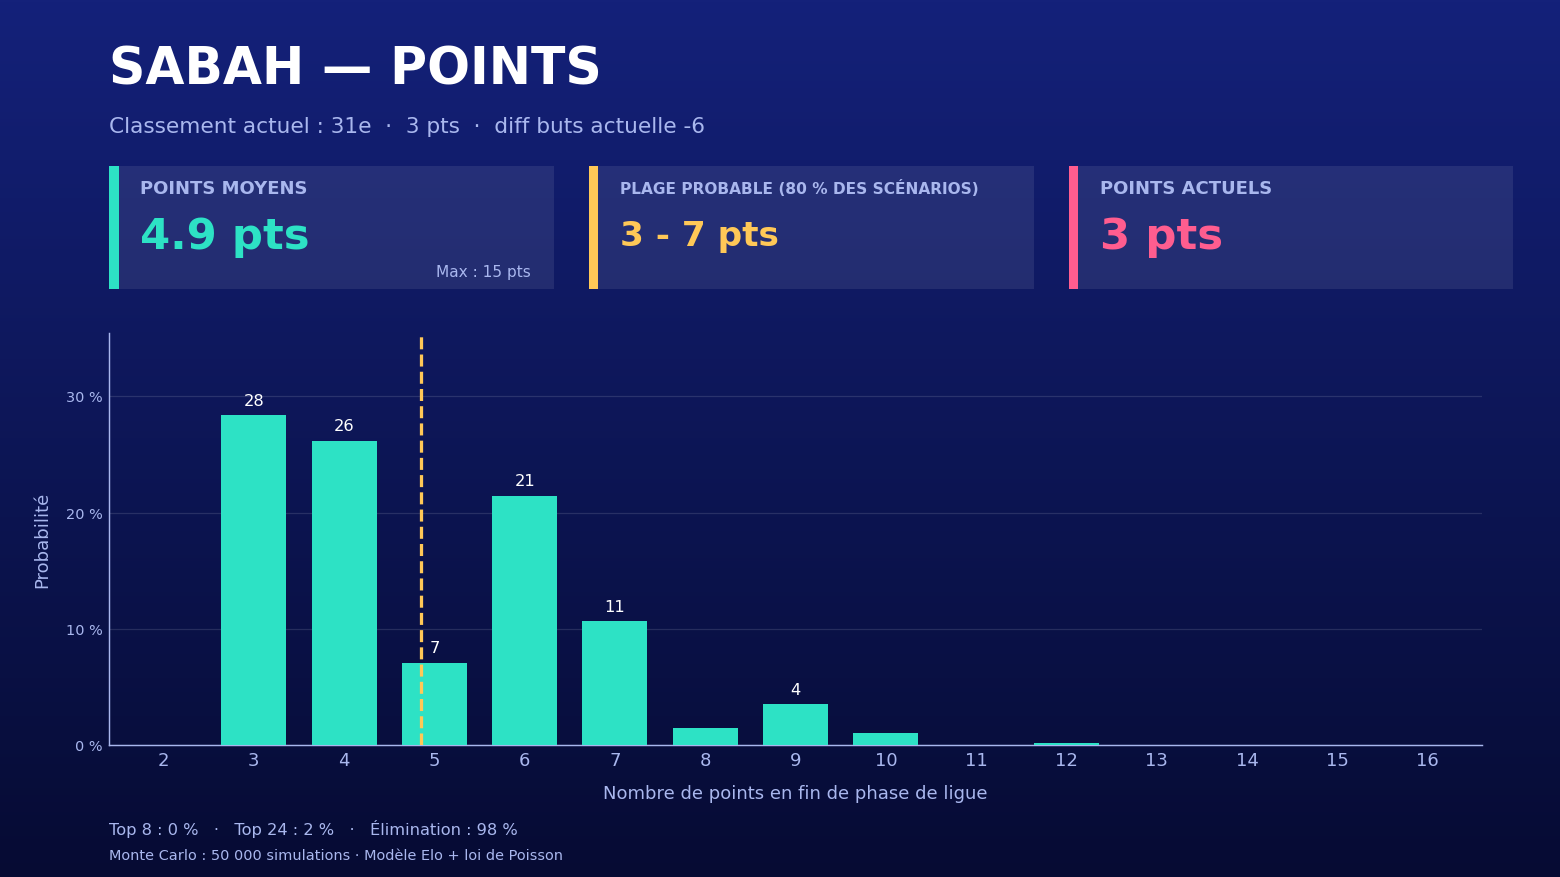 SABAH — POINTS
Classement actuel : 31e · 3 pts · diff buts actuelle -6
POINTS MOYENS
4.9 pts
Max : 15 pts
PLAGE PROBABLE (80 % DES SCÉNARIOS)
3 - 7 pts
POINTS ACTUELS
3 pts
Probabilité
30 %
20 %
10 %
0 %
28
26
7
21
11
4
2 3 4 5 6 7 8 9 10 11 12 13 14 15 16
Nombre de points en fin de phase de ligue
Top 8 : 0 % · Top 24 : 2 % · Élimination : 98 %
Monte Carlo : 50 000 simulations · Modèle Elo + loi de Poisson